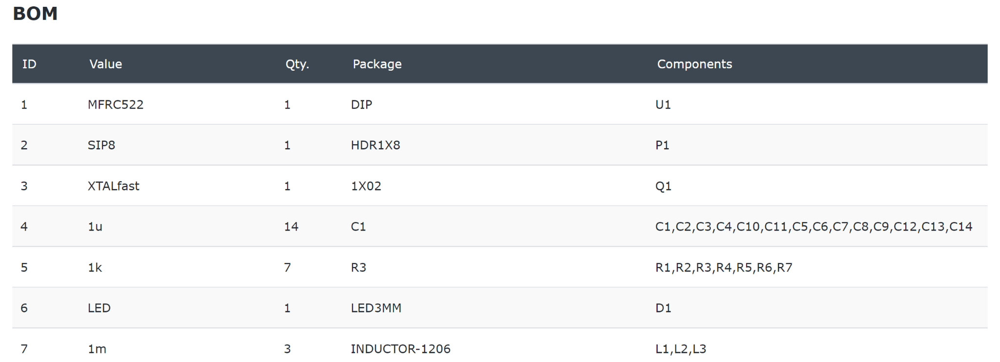 BOM
ID Value Qty. Package Components
1 MFRC522 1 DIP U1
2 SIP8 1 HDR1X8 P1
3 XTALfast 1 1X02 Q1
4 1u 14 C1 C1,C2,C3,C4,C10,C11,C5,C6,C7,C8,C9,C12,C13,C14
5 1k 7 R3 R1,R2,R3,R4,R5,R6,R7
6 LED 1 LED3MM D1
7 1m 3 INDUCTOR-1206 L1,L2,L3